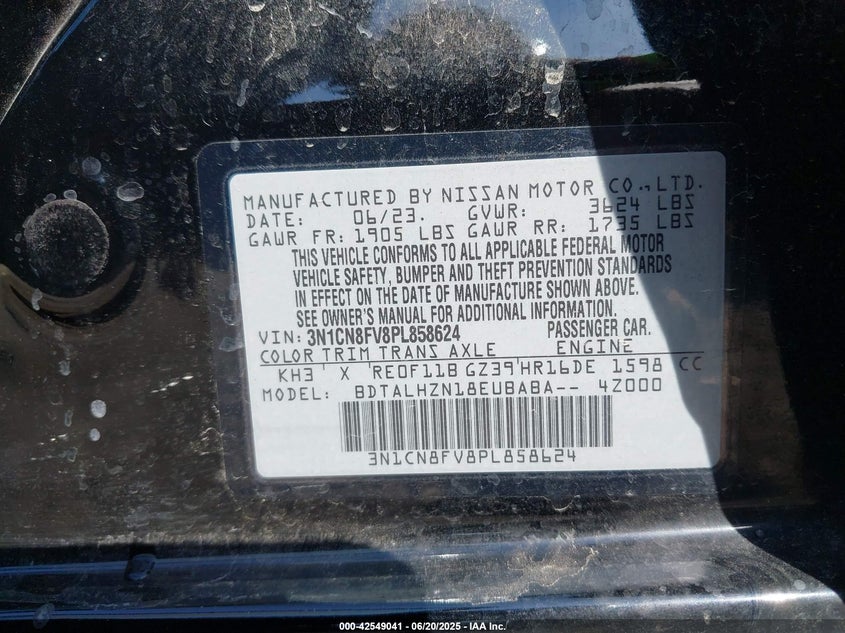 MANUFACTURED BY NISSAN MOTOR CO.,LTD.
DATE: 06/23. GVWR: 3624 LBS
GAWR FR: 1905 LBS GAWR RR: 1735 LBS
THIS VEHICLE CONFORMS TO ALL APPLICABLE FEDERAL MOTOR
VEHICLE SAFETY, BUMPER AND THEFT PREVENTION STANDARDS
IN EFFECT ON THE DATE OF MANUFACTURE SHOWN ABOVE.
SEE OWNER'S MANUAL FOR ADDITIONAL INFORMATION.
VIN: 3N1CN8FV8PL858624 PASSENGER CAR.
COLOR TRIM TRANS AXLE ENGINE
KH3 X RE0F11B GZ39 HR16DE 1598 CC
MODEL: BDTALHZN18EUBABA-- 4Z000
3N1CN8FV8PL858624
000-42549041 / 06/20/2025 - IAA Inc.